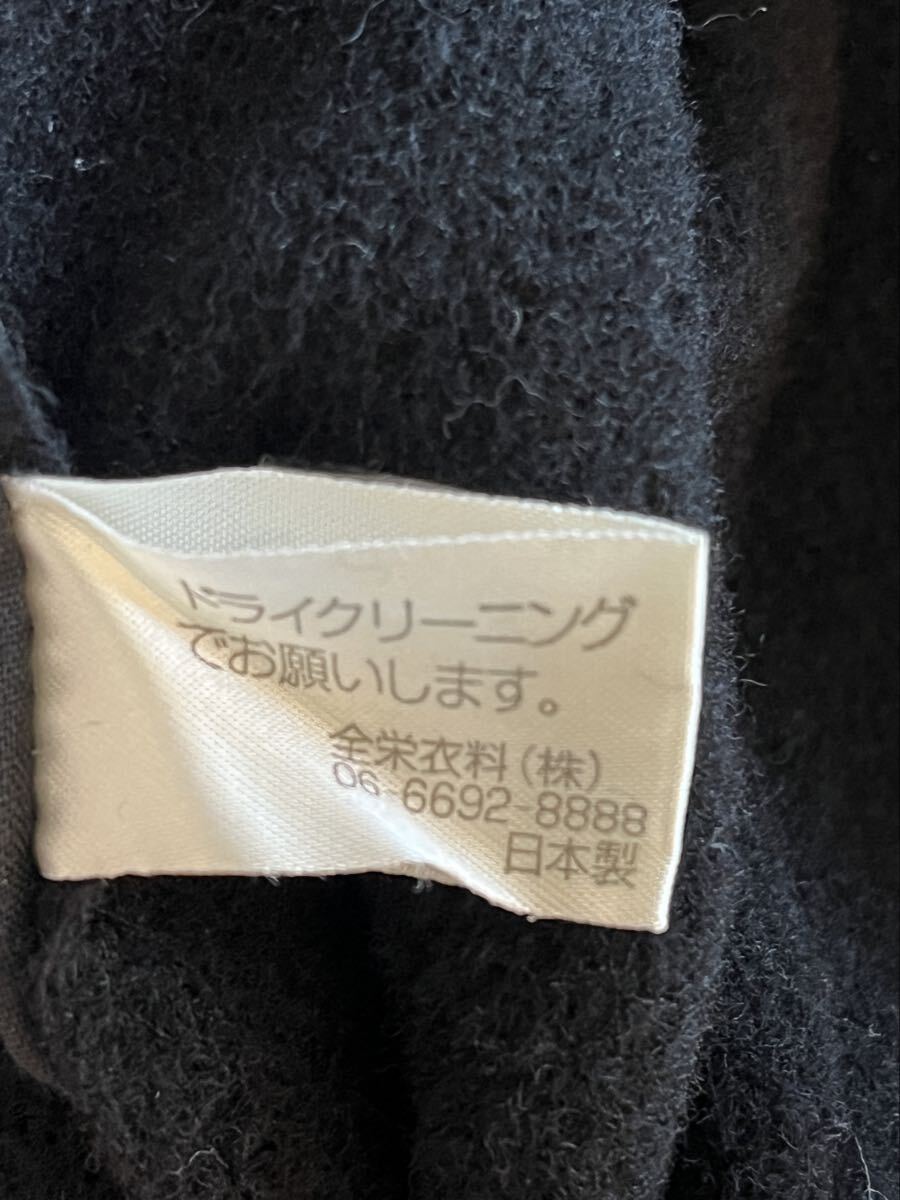 ドライクリーニング
でお願いします。
全栄衣料（株）
06-6692-8888
日本製